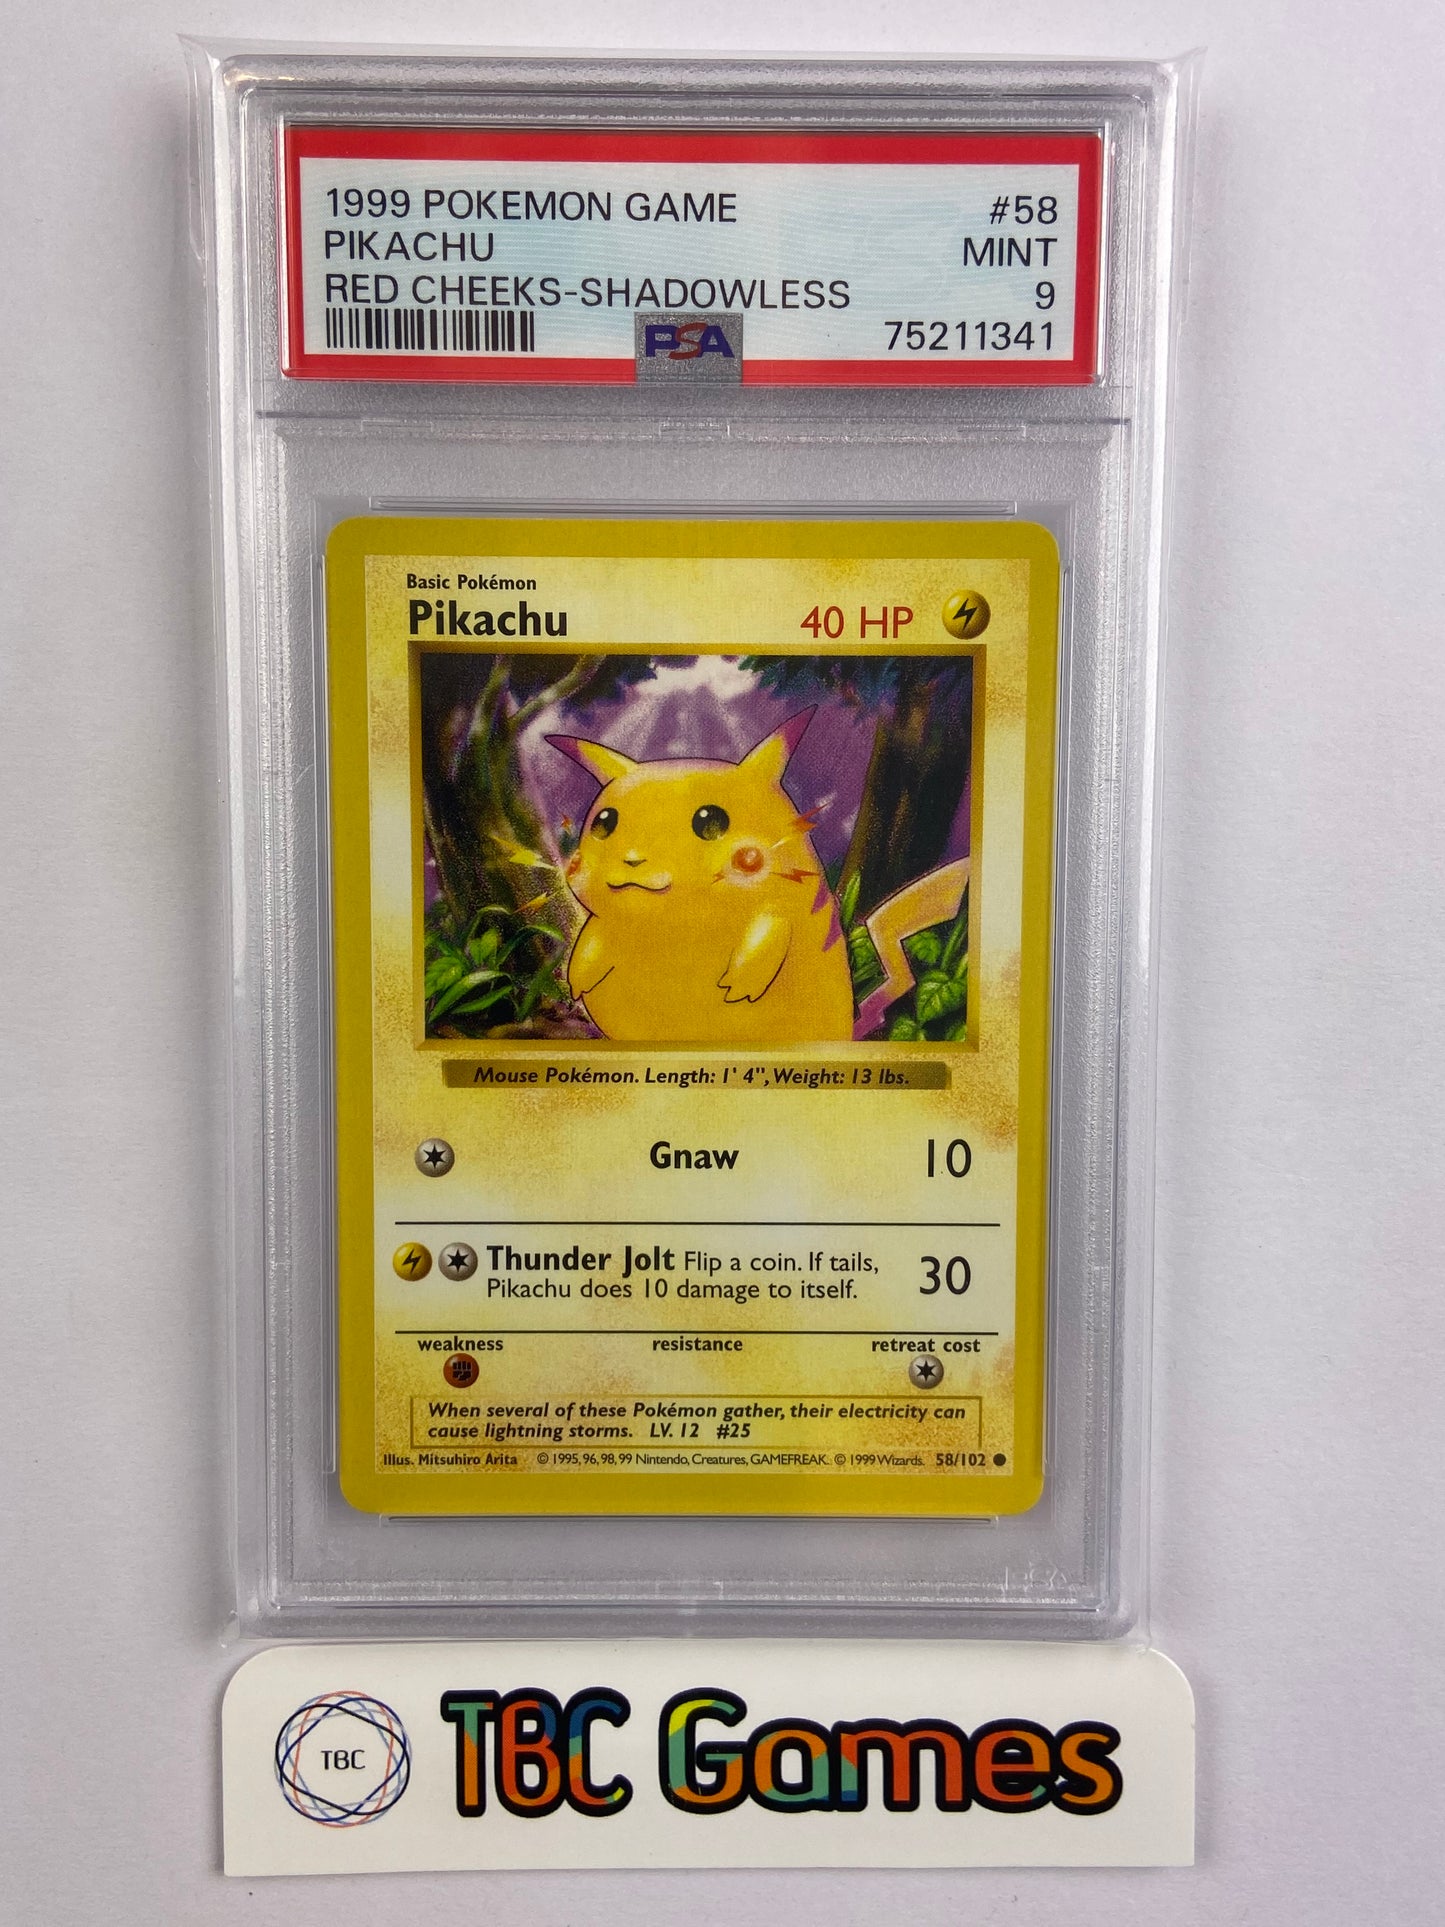 1999 POKEMON GAME #58
PIKACHU MINT
RED CHEEKS-SHADOWLESS 9
PSA 75211341
Basic Pokémon
Pikachu 40 HP
Mouse Pokémon. Length: 1' 4", Weight: 13 lbs.
Gnaw 10
Thunder Jolt Flip a coin. If tails,
Pikachu does 10 damage to itself. 30
weakness resistance retreat cost
When several of these Pokémon gather, their electricity can
cause lightning storms. LV. 12 #25
Illus. Mitsuhiro Arita © 1995, 96, 98, 99 Nintendo, Creatures, GAMEFREAK. © 1999 Wizards. 58/102
PSA
TBC TBC Games